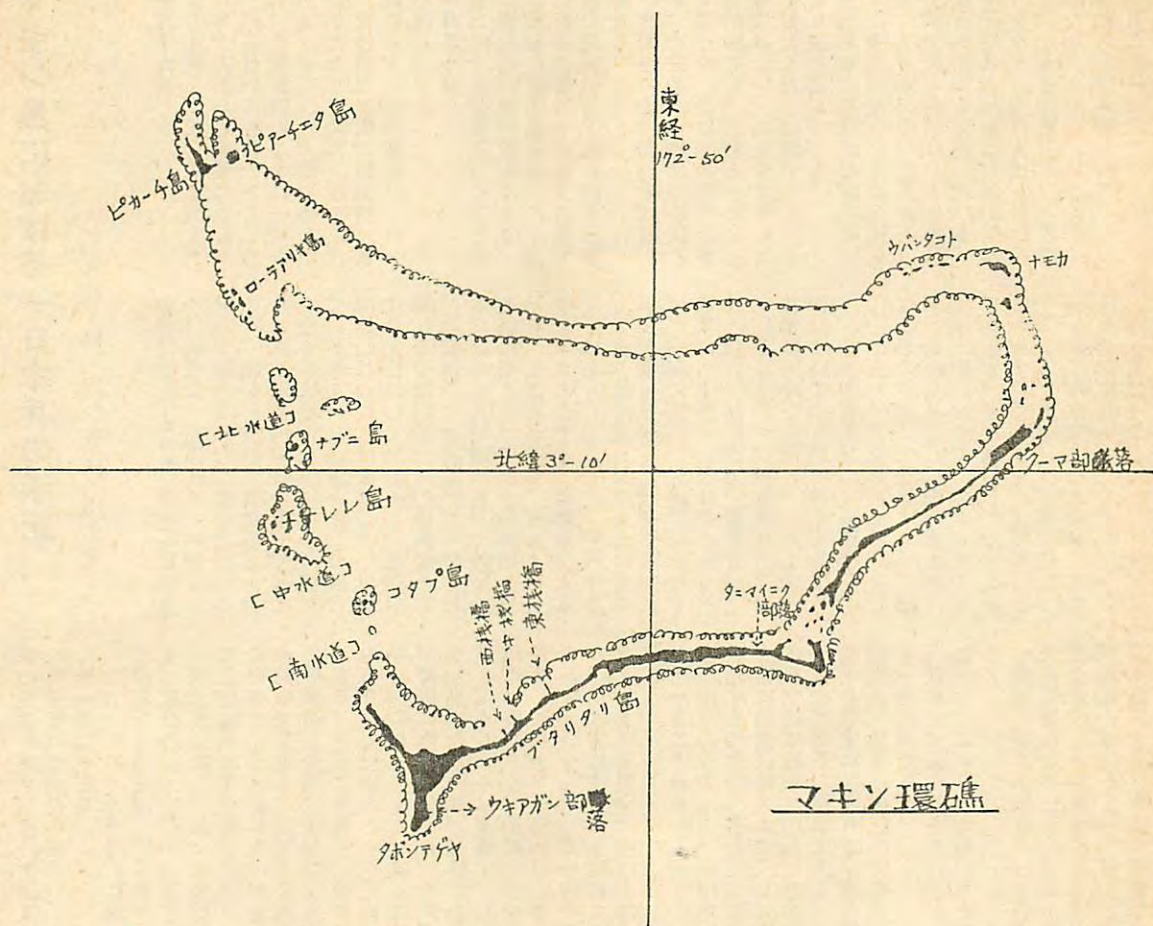 東経
172°-50′
ピアーチニタ島
ピカーチ島
ローラアリキ島
ウバンタコト
ナモカ
[北水道]
ナブニ島
北緯3°-10′
クーマ部落
チテレレ島
[中水道]
コタブ島
タニマイニク
部落
西桟橋
中桟橋
東桟橋
[南水道]
ブタリタリ島
マキン環礁
ウキアガン部落
タボンテゲヤ